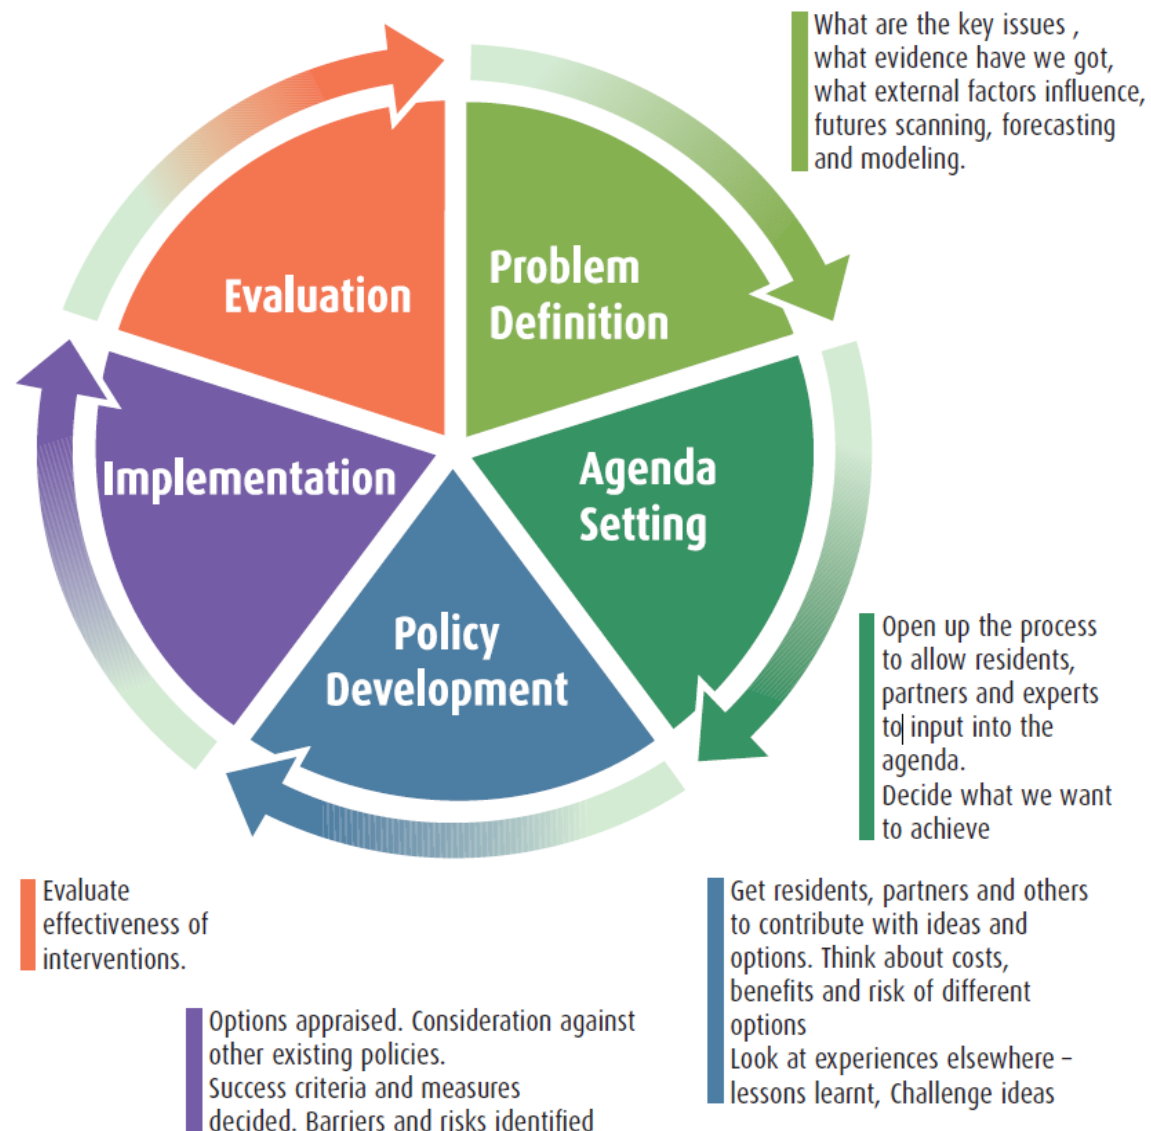 What are the key issues ,
what evidence have we got,
what external factors influence,
futures scanning, forecasting
and modeling.
Evaluation
Problem
Definition
Implementation
Agenda
Setting
Policy
Development
Open up the process
to allow residents,
partners and experts
to input into the
agenda.
Decide what we want
to achieve
Evaluate
effectiveness of
interventions.
Get residents, partners and others
to contribute with ideas and
options. Think about costs,
benefits and risk of different
options
Look at experiences elsewhere –
lessons learnt, Challenge ideas
Options appraised. Consideration against
other existing policies.
Success criteria and measures
decided. Barriers and risks identified